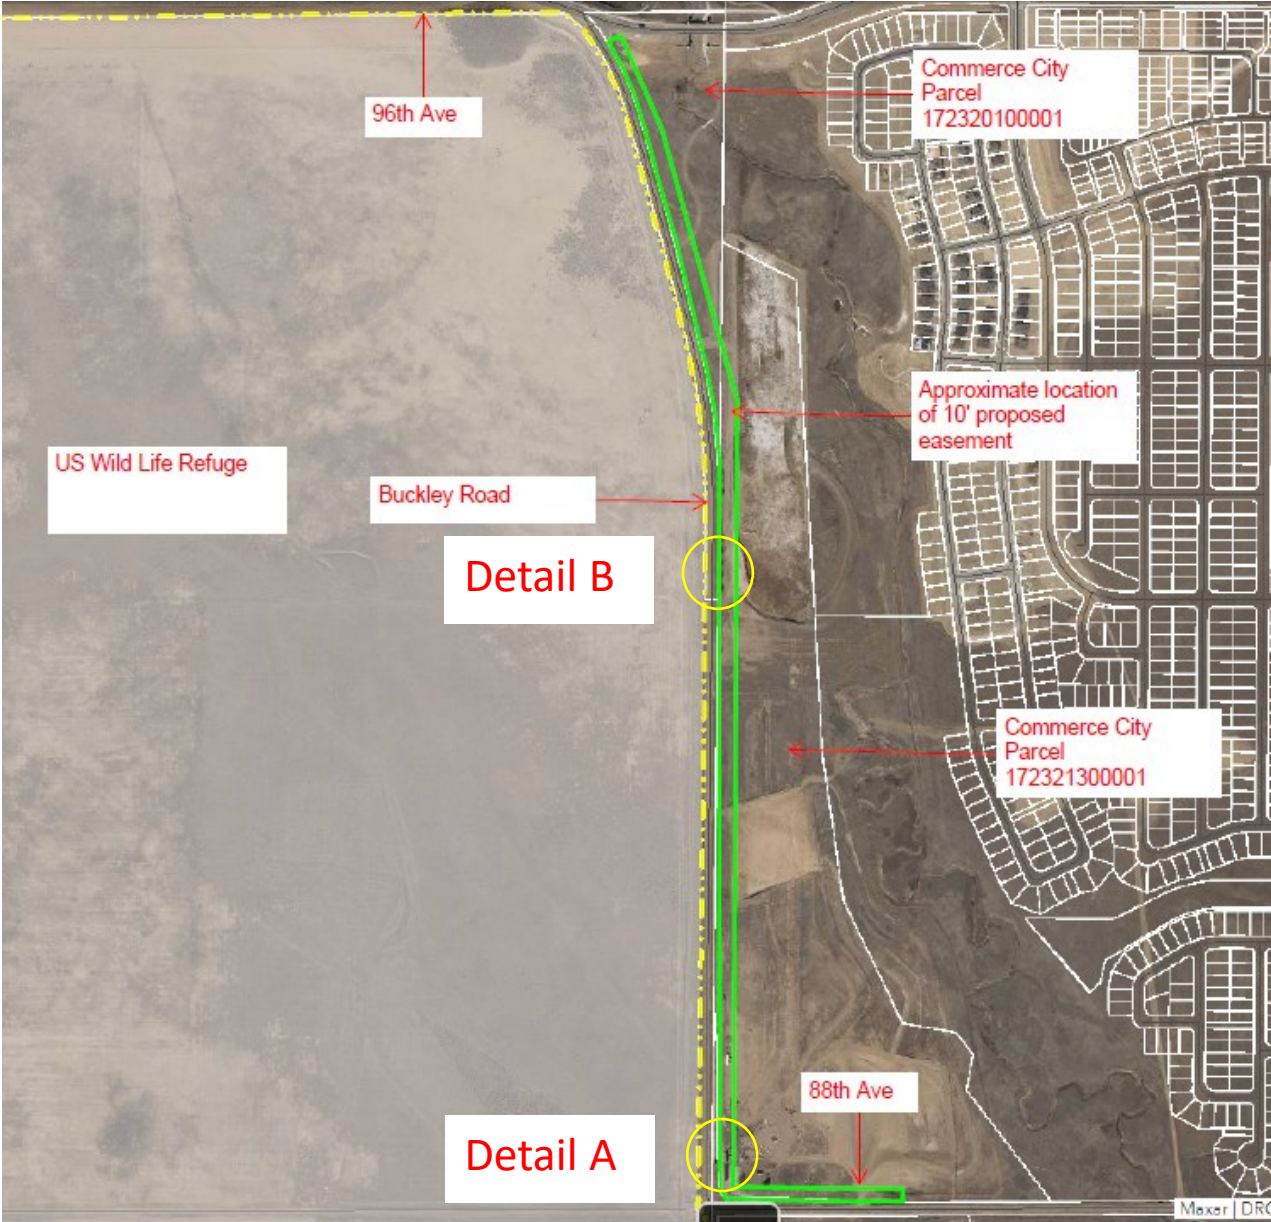 96th Ave
Commerce City
Parcel
172320100001
Approximate location
of 10' proposed
easement
US Wild Life Refuge
Buckley Road
Detail B
Commerce City
Parcel
172321300001
88th Ave
Detail A
Maxar | DRC